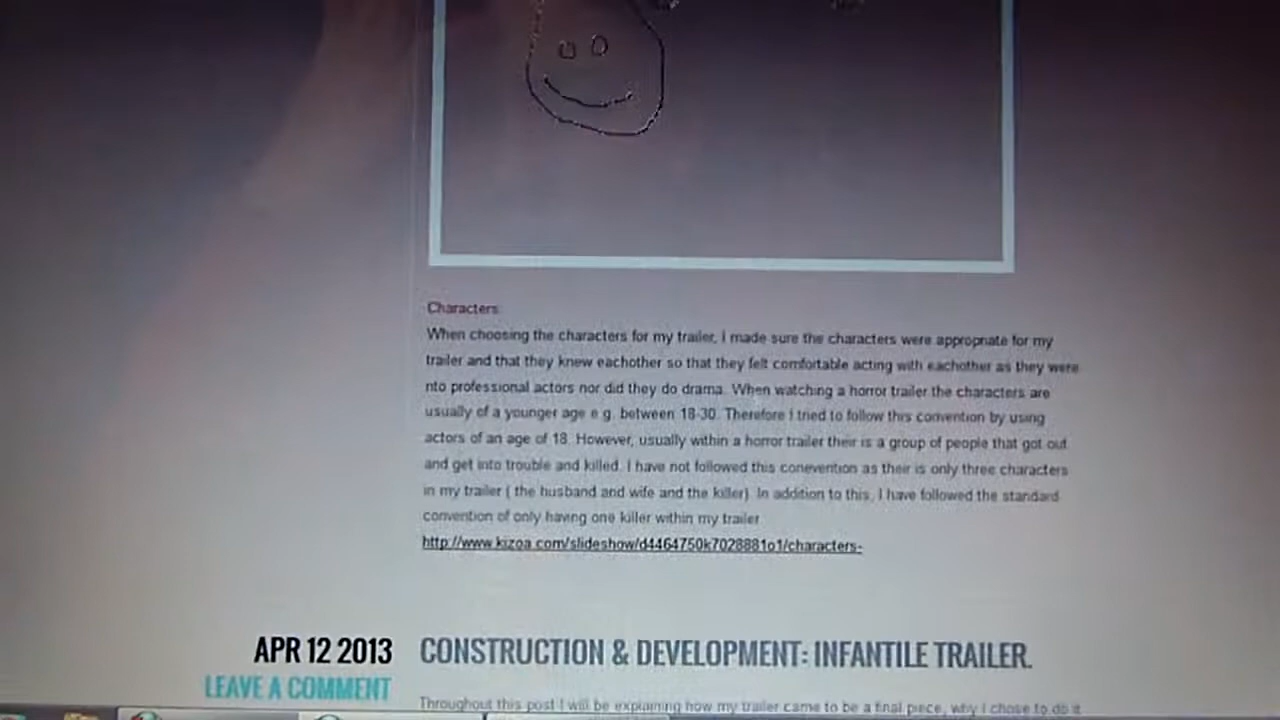 Characters:
When choosing the characters for my trailer, I made sure the characters were appropriate for my
trailer and that they knew eachother so that they felt comfortable acting with eachother as they were
nto professional actors nor did they do drama. When watching a horror trailer the characters are
usually of a younger age e.g. between 18-30. Therefore I tried to follow this convention by using
actors of an age of 18. However, usually within a horror trailer their is a group of people that got out
and get into trouble and killed. I have not followed this conevention as their is only three characters
in my trailer ( the husband and wife and the killer). In addition to this, I have followed the standard
convention of only having one killer within my trailer
http://www.kizoa.com/slideshow/d4464750k7028881o1/characters-
APR 12 2013 CONSTRUCTION & DEVELOPMENT: INFANTILE TRAILER.
LEAVE A COMMENT
Throughout this post I will be explaining how my trailer came to be a final piece, why I chose to do it